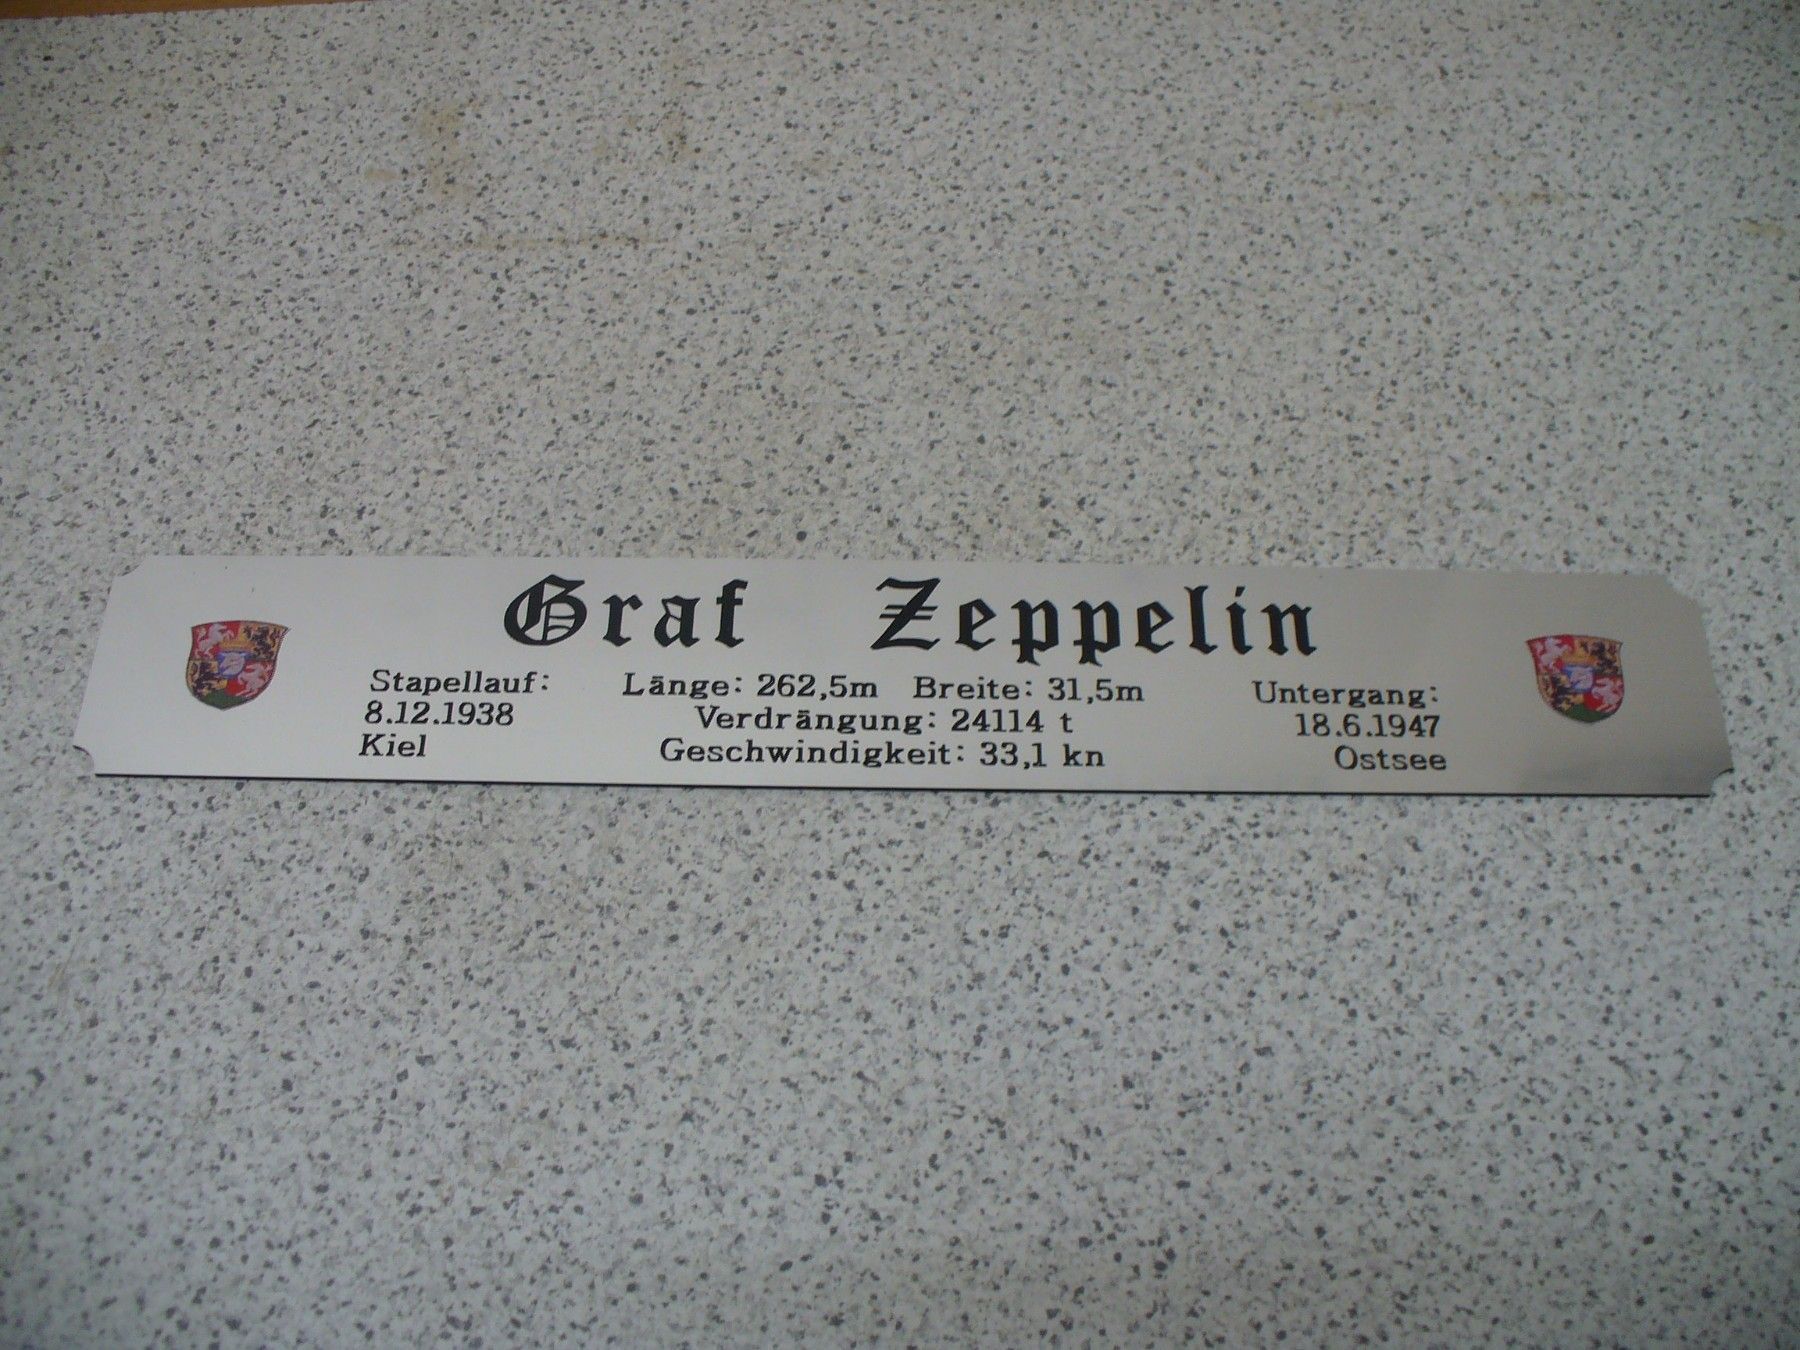 Graf Zeppelin
Stapellauf: Länge: 262,5m Breite: 31,5m Untergang:
8.12.1938 Verdrängung: 24114 t 18.6.1947
Kiel Geschwindigkeit: 33,1 kn Ostsee